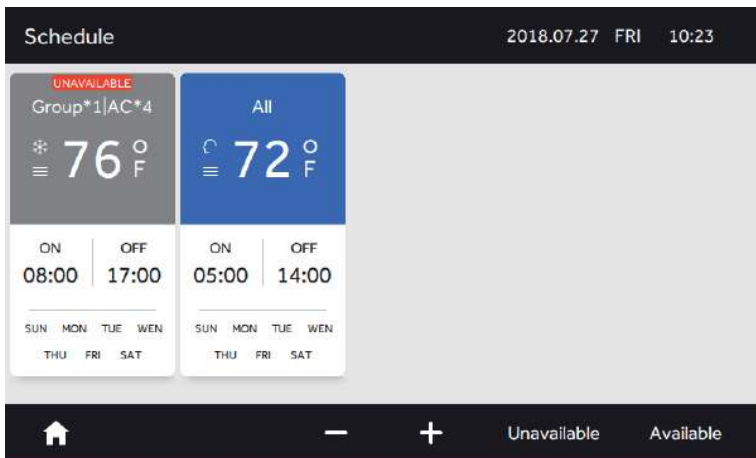 Schedule 2018.07.27 FRI 10:23
UNAVAILABLE
Group*1|AC*4
76°F
ON OFF
08:00 17:00
SUN MON TUE WEN
THU FRI SAT
All
72°F
ON OFF
05:00 14:00
SUN MON TUE WEN
THU FRI SAT
Unavailable Available